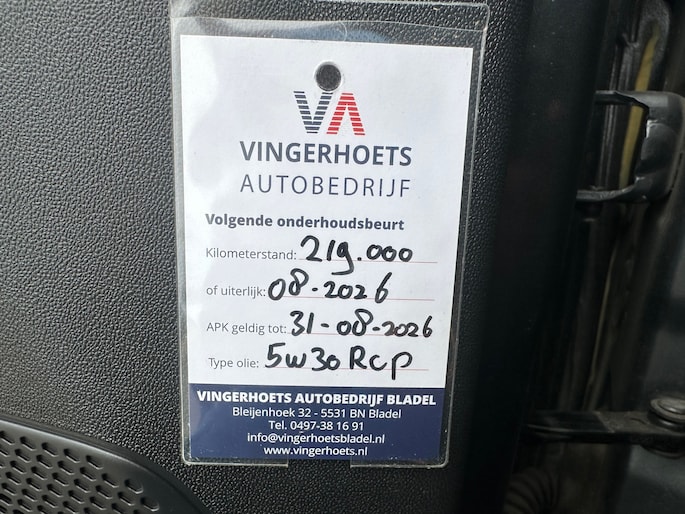 VA
VINGERHOETS
AUTOBEDRIJF
Volgende onderhoudsbeurt
Kilometerstand: 219.000
of uiterlijk: 08-2026
APK geldig tot: 31-08-2026
Type olie: 5w30 RCP
VINGERHOETS AUTOBEDRIJF BLADEL
Bleijenhoek 32 - 5531 BN Bladel
Tel. 0497-38 16 91
info@vingerhoetsbladel.nl
www.vingerhoets.nl